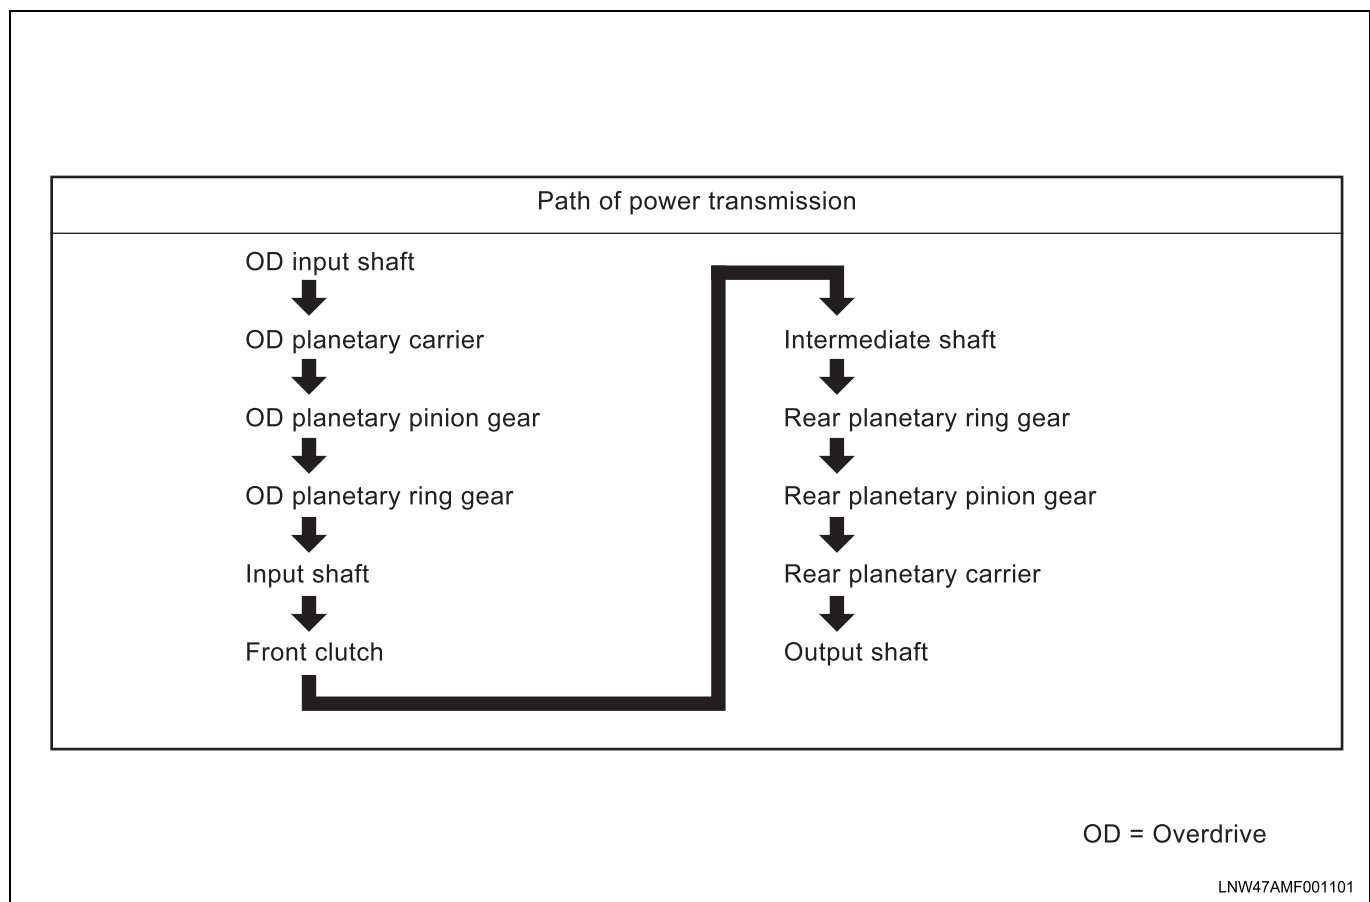 Path of power transmission
OD input shaft
OD planetary carrier
OD planetary pinion gear
OD planetary ring gear
Input shaft
Front clutch
Intermediate shaft
Rear planetary ring gear
Rear planetary pinion gear
Rear planetary carrier
Output shaft
OD = Overdrive
LNW47AMF001101